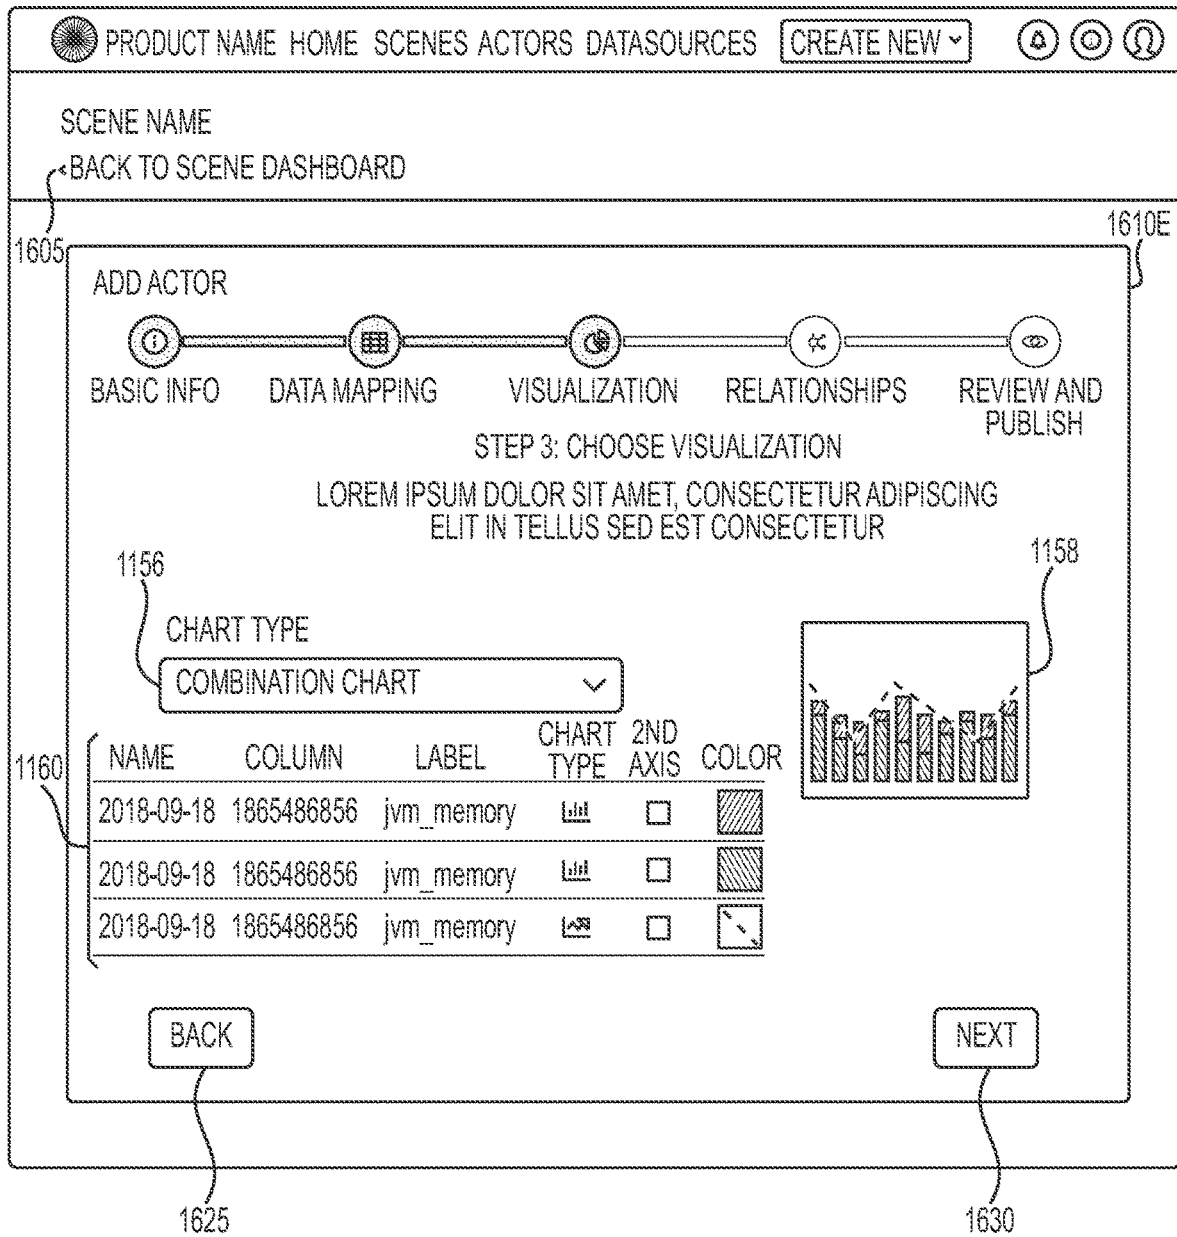 PRODUCT NAME HOME SCENES ACTORS DATASOURCES CREATE NEW
SCENE NAME
BACK TO SCENE DASHBOARD
1605
1610E
ADD ACTOR
BASIC INFO DATA MAPPING VISUALIZATION RELATIONSHIPS REVIEW AND
PUBLISH
STEP 3: CHOOSE VISUALIZATION
LOREM IPSUM DOLOR SIT AMET, CONSECTETUR ADIPISCING
ELIT IN TELLUS SED EST CONSECTETUR
1156
1158
CHART TYPE
COMBINATION CHART
1160
NAME COLUMN LABEL CHART TYPE 2ND AXIS COLOR
2018-09-18 1865486856 jvm_memory
2018-09-18 1865486856 jvm_memory
2018-09-18 1865486856 jvm_memory
BACK NEXT
1625 1630